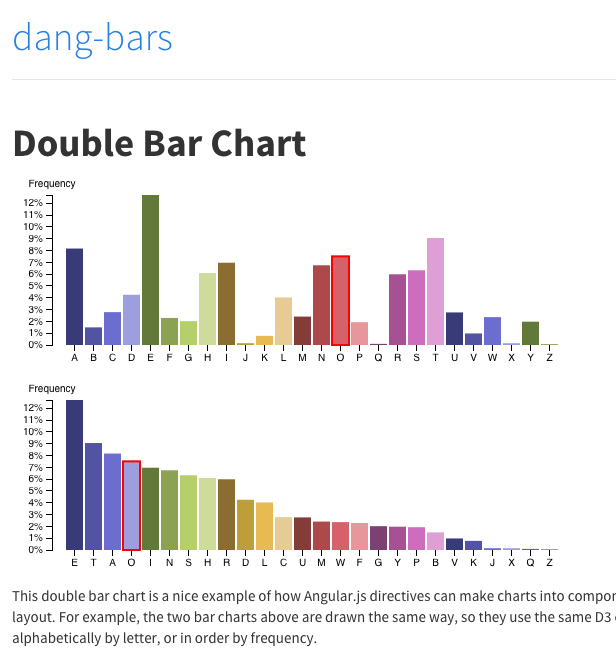 dang-bars
Double Bar Chart
Frequency
12%
11%
10%
9%
8%
7%
6%
5%
4%
3%
2%
1%
0%
A B C D E F G H I J K L M N O P Q R S T U V W X Y Z
Frequency
12%
11%
10%
9%
8%
7%
6%
5%
4%
3%
2%
1%
0%
E T A O I N S H R D L C U M W F G Y P B V K J X Q Z
This double bar chart is a nice example of how Angular.js directives can make charts into compo
layout. For example, the two bar charts above are drawn the same way, so they use the same D3
alphabetically by letter, or in order by frequency.